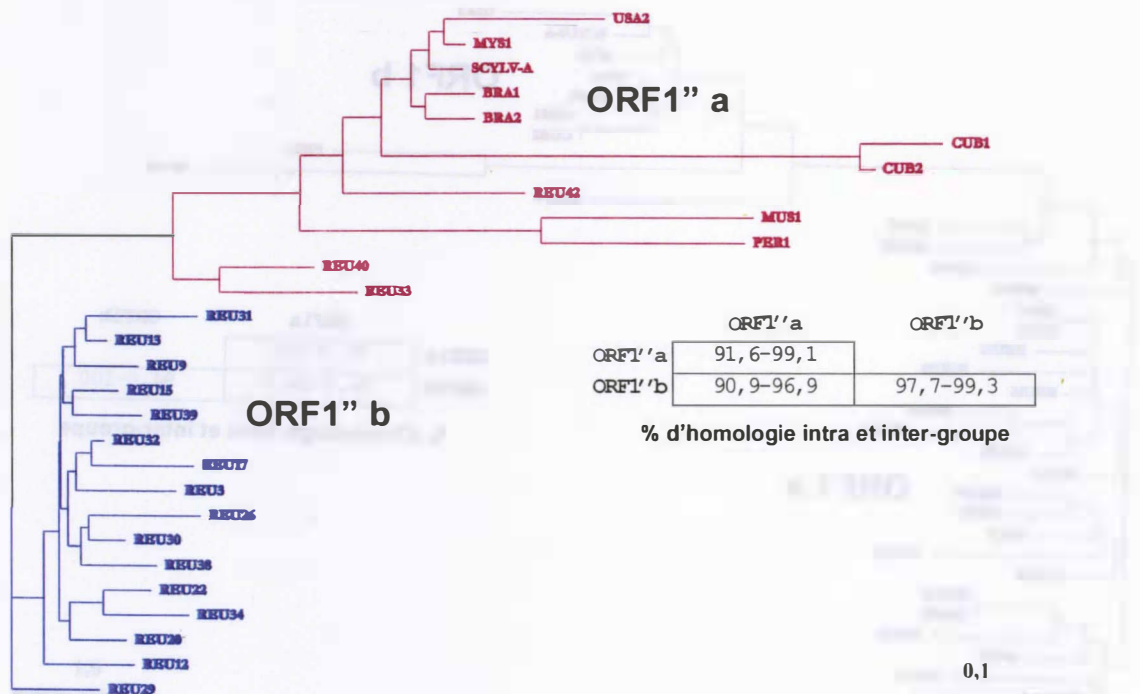 USA2
MYS1
SCYLV-A
BRA1
BRA2
ORF1” a
CUB1
CUB2
REU42
MUS1
PER1
REU40
REU33
REU31
REU13
REU9
REU15
REU39
ORF1” b
REU32
REU17
REU3
REU26
REU30
REU38
REU22
REU34
REU20
REU12
REU29
ORF1''a ORF1''b
ORF1''a 91,6-99,1
ORF1''b 90,9-96,9 97,7-99,3
% d'homologie intra et inter-groupe
0,1